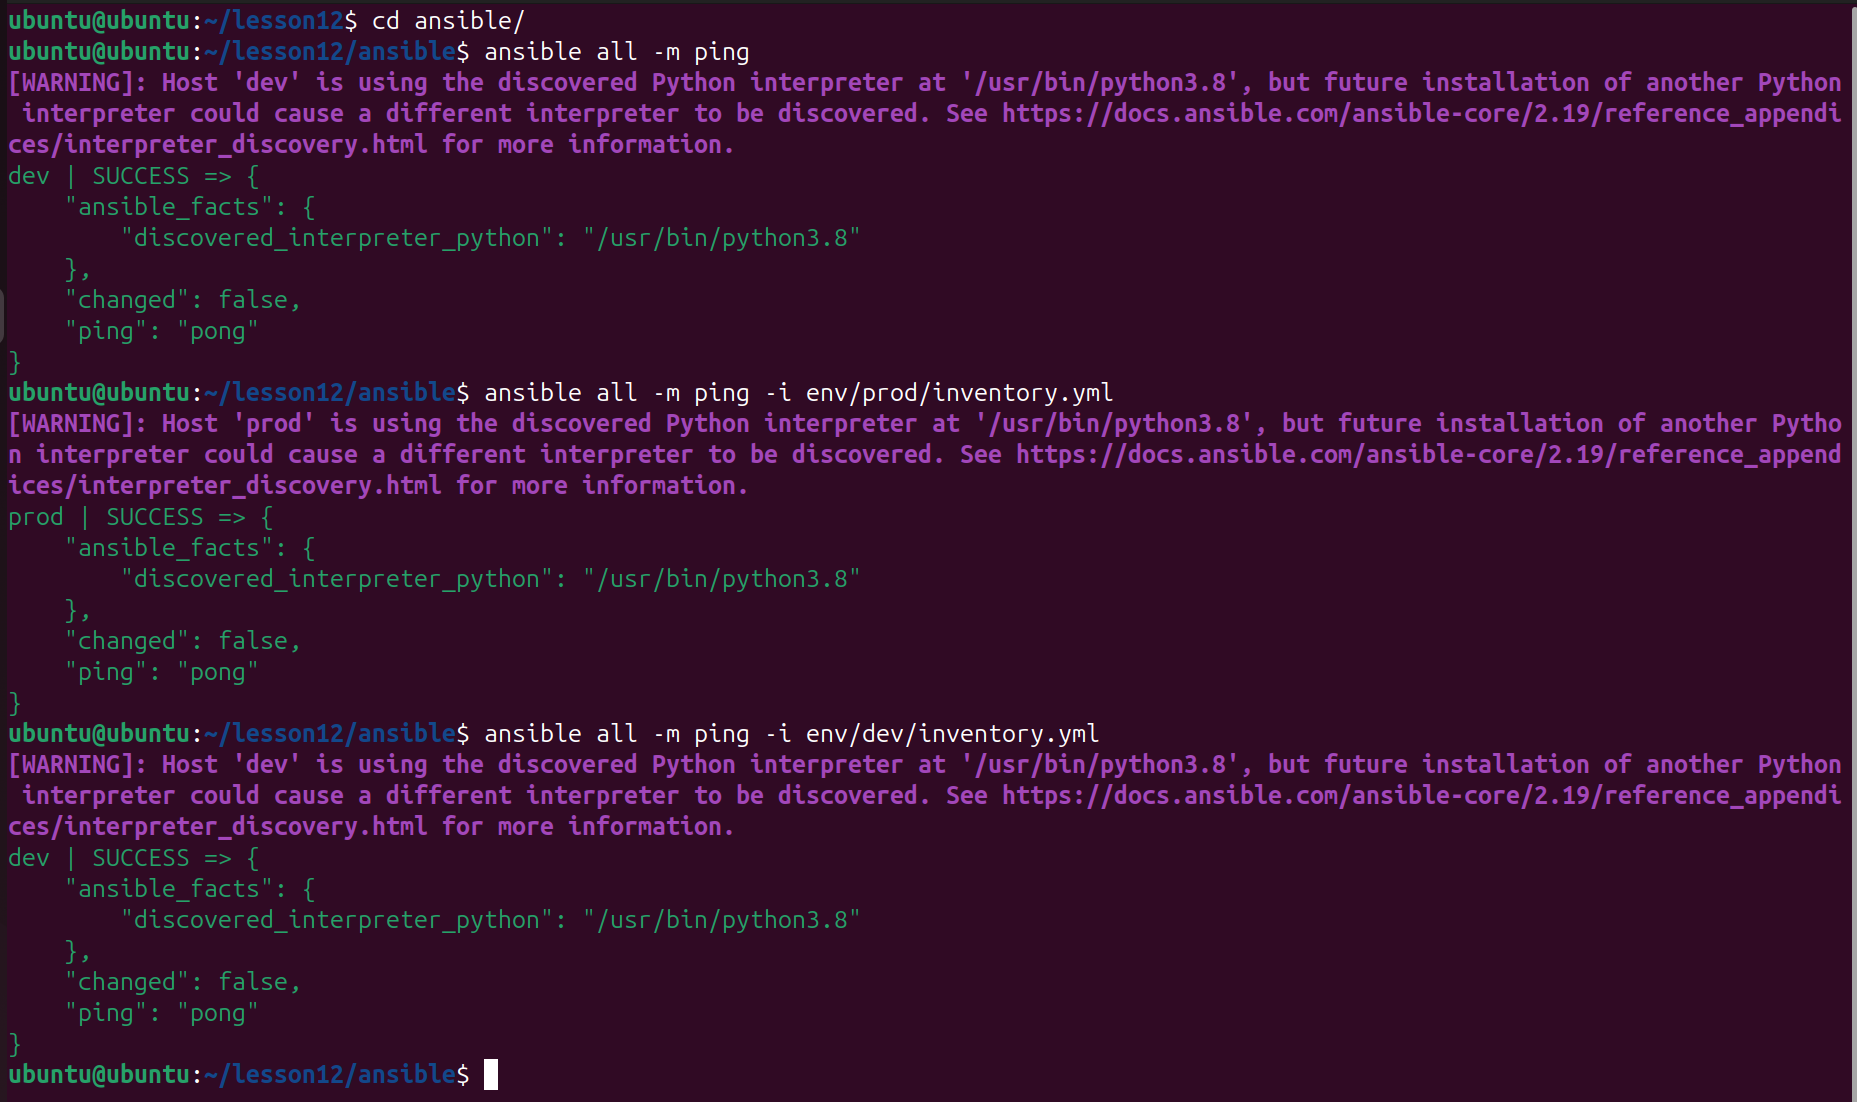 ubuntu@ubuntu:~/lesson12$ cd ansible/
ubuntu@ubuntu:~/lesson12/ansible$ ansible all -m ping
[WARNING]: Host 'dev' is using the discovered Python interpreter at '/usr/bin/python3.8', but future installation of another Python
 interpreter could cause a different interpreter to be discovered. See https://docs.ansible.com/ansible-core/2.19/reference_appendi
ces/interpreter_discovery.html for more information.
dev | SUCCESS => {
    "ansible_facts": {
        "discovered_interpreter_python": "/usr/bin/python3.8"
    },
    "changed": false,
    "ping": "pong"
}
ubuntu@ubuntu:~/lesson12/ansible$ ansible all -m ping -i env/prod/inventory.yml
[WARNING]: Host 'prod' is using the discovered Python interpreter at '/usr/bin/python3.8', but future installation of another Pytho
n interpreter could cause a different interpreter to be discovered. See https://docs.ansible.com/ansible-core/2.19/reference_append
ices/interpreter_discovery.html for more information.
prod | SUCCESS => {
    "ansible_facts": {
        "discovered_interpreter_python": "/usr/bin/python3.8"
    },
    "changed": false,
    "ping": "pong"
}
ubuntu@ubuntu:~/lesson12/ansible$ ansible all -m ping -i env/dev/inventory.yml
[WARNING]: Host 'dev' is using the discovered Python interpreter at '/usr/bin/python3.8', but future installation of another Python
 interpreter could cause a different interpreter to be discovered. See https://docs.ansible.com/ansible-core/2.19/reference_appendi
ces/interpreter_discovery.html for more information.
dev | SUCCESS => {
    "ansible_facts": {
        "discovered_interpreter_python": "/usr/bin/python3.8"
    },
    "changed": false,
    "ping": "pong"
}
ubuntu@ubuntu:~/lesson12/ansible$